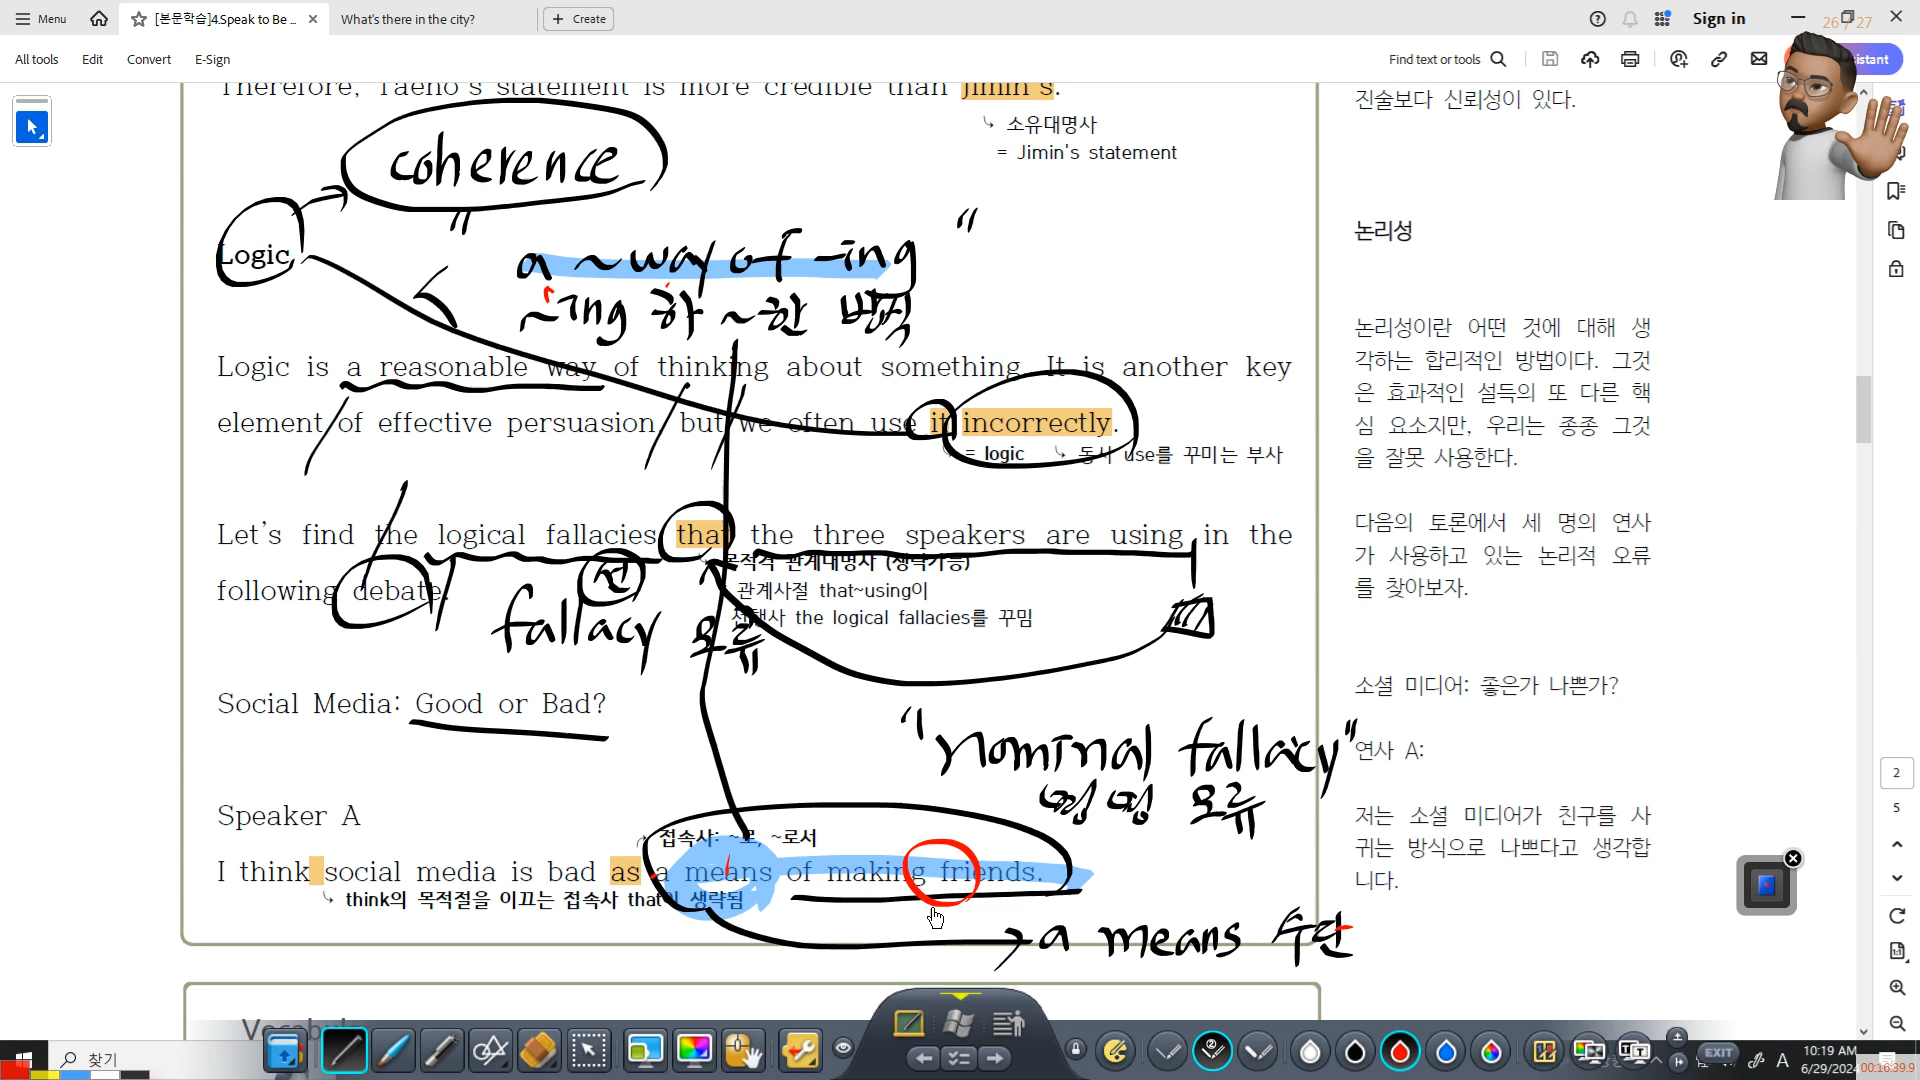 Menu
[본문학습]4.Speak to Be ...
What's there in the city?
Create
Sign in
26 / 27
All tools
Edit
Convert
E-Sign
Find text or tools
stant
Therefore, Taeho's statement is more credible than Jimin's.
진술보다 신뢰성이 있다.
소유대명사
= Jimin's statement
coherence
Logic
논리성
" a ~way of -ing "
~ing 하 ~한 방식
Logic is a reasonable way of thinking about something. It is another key
element of effective persuasion, but we often use it incorrectly.
= logic 동사 use를 꾸미는 부사
논리성이란 어떤 것에 대해 생
각하는 합리적인 방법이다. 그것
은 효과적인 설득의 또 다른 핵
심 요소지만, 우리는 종종 그것
을 잘못 사용한다.
Let's find the logical fallacies that the three speakers are using in the
following debate.
목적격 관계대명사 (생략가능)
관계사절 that~using이
선행사 the logical fallacies를 꾸밈
선
fallacy 오류
다음의 토론에서 세 명의 연사
가 사용하고 있는 논리적 오류
를 찾아보자.
Social Media: Good or Bad?
소셜 미디어: 좋은가 나쁜가?
"nominal fallacy"
명명 오류
연사 A:
Speaker A
접속사: ~로, ~로서
I think social media is bad as a means of making friends.
think의 목적절을 이끄는 접속사 that이 생략됨
저는 소셜 미디어가 친구를 사
귀는 방식으로 나쁘다고 생각합
니다.
a means 수단
2
5
찾기
EXIT
A
10:19 AM
6/29/2024
00:16:39.9